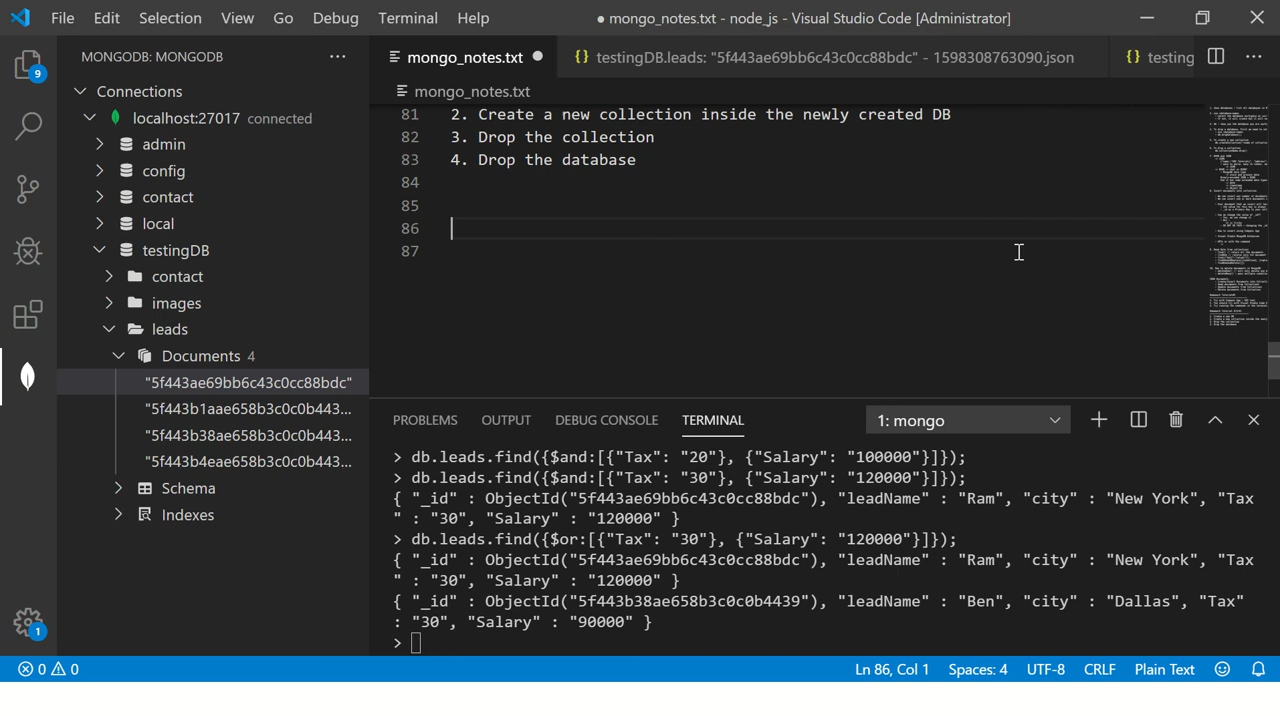 File Edit Selection View Go Debug Terminal Help
● mongo_notes.txt - node_js - Visual Studio Code [Administrator]
MONGODB: MONGODB ···
mongo_notes.txt ●
{} testingDB.leads: "5f443ae69bb6c43c0cc88bdc" - 1598308763090.json
{} testing
9
Connections
localhost:27017 connected
admin
config
contact
local
testingDB
contact
images
leads
Documents 4
"5f443ae69bb6c43c0cc88bdc"
"5f443b1aae658b3c0c0b443...
"5f443b38ae658b3c0c0b443...
"5f443b4eae658b3c0c0b443...
Schema
Indexes
1
mongo_notes.txt
81 2. Create a new collection inside the newly created DB
82 3. Drop the collection
83 4. Drop the database
84
85
86
87
PROBLEMS OUTPUT DEBUG CONSOLE TERMINAL 1: mongo
> db.leads.find({$and:[{"Tax": "20"}, {"Salary": "100000"}]});
> db.leads.find({$and:[{"Tax": "30"}, {"Salary": "120000"}]});
{ "_id" : ObjectId("5f443ae69bb6c43c0cc88bdc"), "leadName" : "Ram", "city" : "New York", "Tax
" : "30", "Salary" : "120000" }
> db.leads.find({$or:[{"Tax": "30"}, {"Salary": "120000"}]});
{ "_id" : ObjectId("5f443ae69bb6c43c0cc88bdc"), "leadName" : "Ram", "city" : "New York", "Tax
" : "30", "Salary" : "120000" }
{ "_id" : ObjectId("5f443b38ae658b3c0c0b4439"), "leadName" : "Ben", "city" : "Dallas", "Tax"
: "30", "Salary" : "90000" }
>
0 0 Ln 86, Col 1 Spaces: 4 UTF-8 CRLF Plain Text